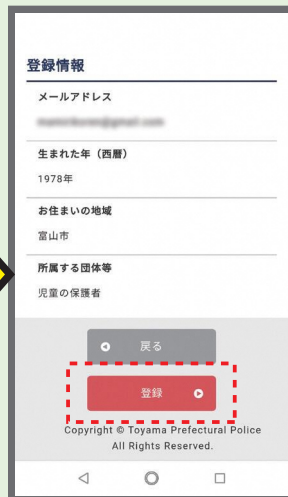 登録情報
メールアドレス
生まれた年（西暦）
1978年
お住まいの地域
富山市
所属する団体等
児童の保護者
戻る
登録
Copyright © Toyama Prefectural Police
All Rights Reserved.